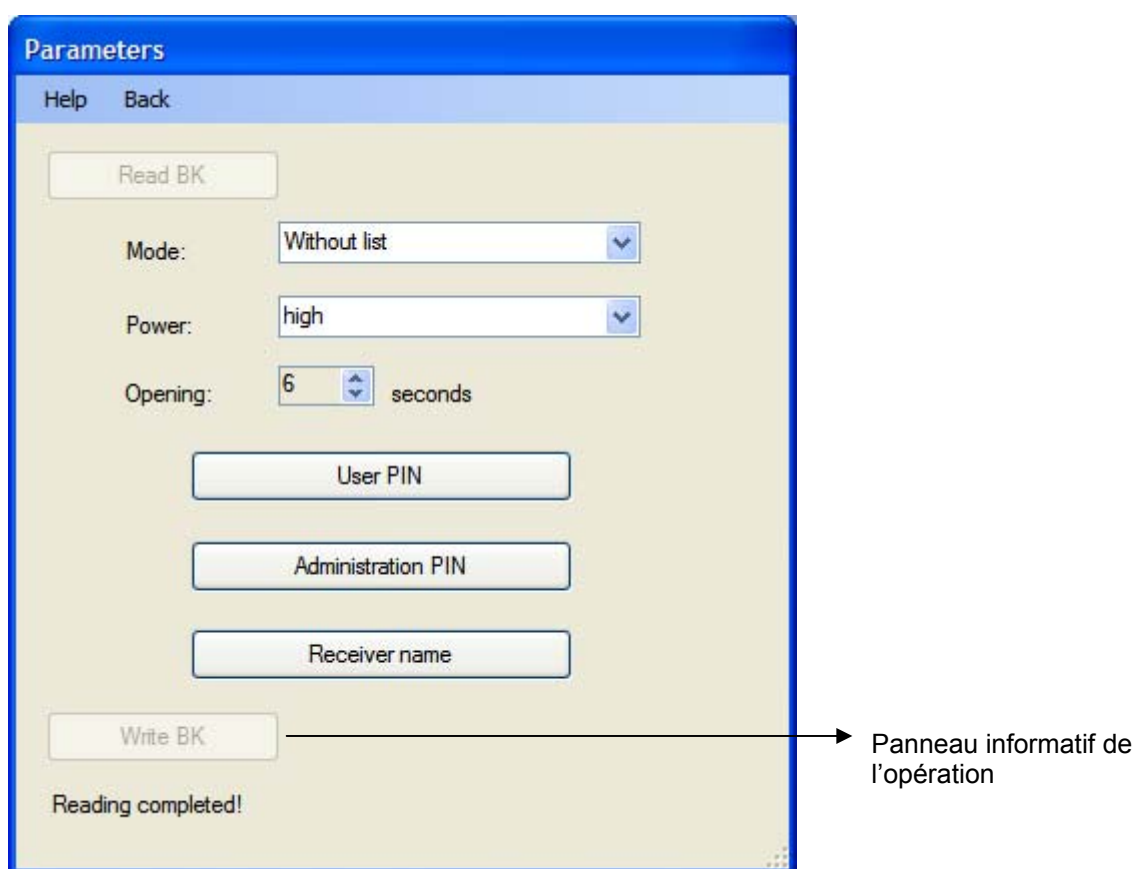 Parameters
Help Back
Read BK
Mode: Without list
Power: high
Opening: 6 seconds
User PIN
Administration PIN
Receiver name
Write BK
Panneau informatif de
l’opération
Reading completed!